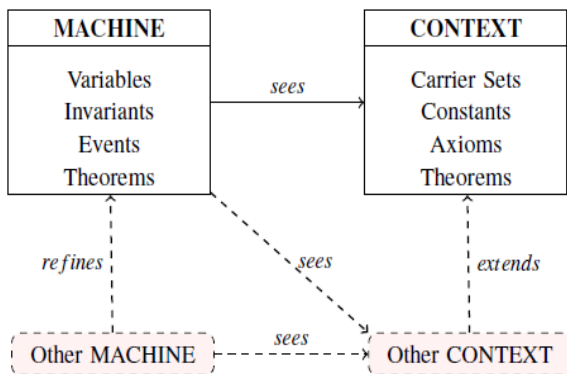 MACHINE
Variables
Invariants
Events
Theorems
sees
CONTEXT
Carrier Sets
Constants
Axioms
Theorems
refines
sees
extends
Other MACHINE
sees
Other CONTEXT